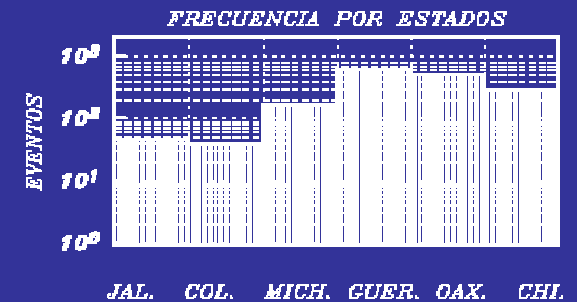 FRECUENCIA POR ESTADOS
10³
10²
EVENTOS
10¹
10⁰
JAL. COL. MICH. GUER. OAX. CHI.